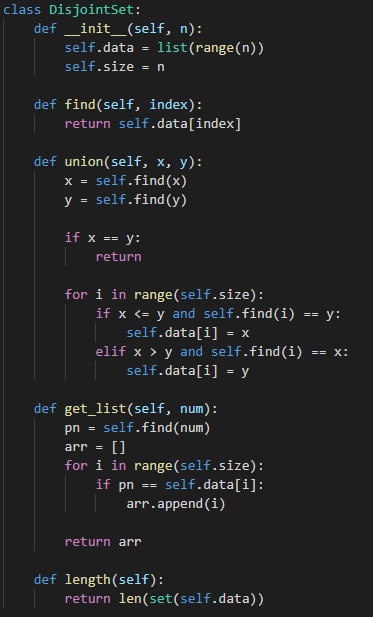 class DisjointSet:
    def __init__(self, n):
        self.data = list(range(n))
        self.size = n

    def find(self, index):
        return self.data[index]

    def union(self, x, y):
        x = self.find(x)
        y = self.find(y)

        if x == y:
            return

        for i in range(self.size):
            if x <= y and self.find(i) == y:
                self.data[i] = x
            elif x > y and self.find(i) == x:
                self.data[i] = y

    def get_list(self, num):
        pn = self.find(num)
        arr = []
        for i in range(self.size):
            if pn == self.data[i]:
                arr.append(i)

        return arr

    def length(self):
        return len(set(self.data))